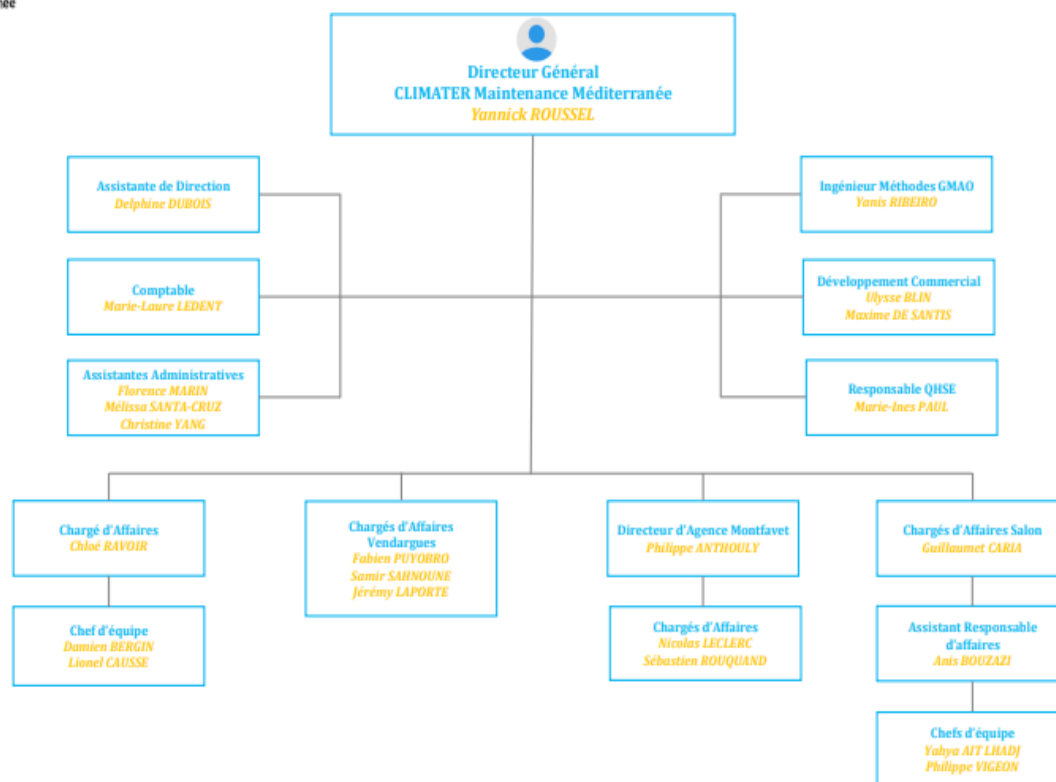 Directeur Général
CLIMATER Maintenance Méditerranée
Yannick ROUSSEL
Assistante de Direction
Delphine DUBOIS
Ingénieur Méthodes GMAO
Yanis RIBEIRO
Comptable
Marie-Laure LEDENT
Développement Commercial
Ulysse BLIN
Maxime DE SANTIS
Assistantes Administratives
Florence MARIN
Mélissa SANTA-CRUZ
Christine YANG
Responsable QHSE
Marie-Ines PAUL
Chargé d'Affaires
Chloé RAVOIR
Chargés d'Affaires
Vendargues
Fabien PUYOBRO
Samir SAHNOUNE
Jérémy LAPORTE
Directeur d'Agence Montfavet
Philippe ANTHOULY
Chargés d'Affaires Salon
Guillaumet CARIA
Chef d'équipe
Damien BERGIN
Lionel CAUSSE
Chargés d'Affaires
Nicolas LECLERC
Sébastien ROUQUAND
Assistant Responsable
d'affaires
Anis BOUZAZI
Chefs d'équipe
Yahya AIT LHADJ
Philippe VIGEON